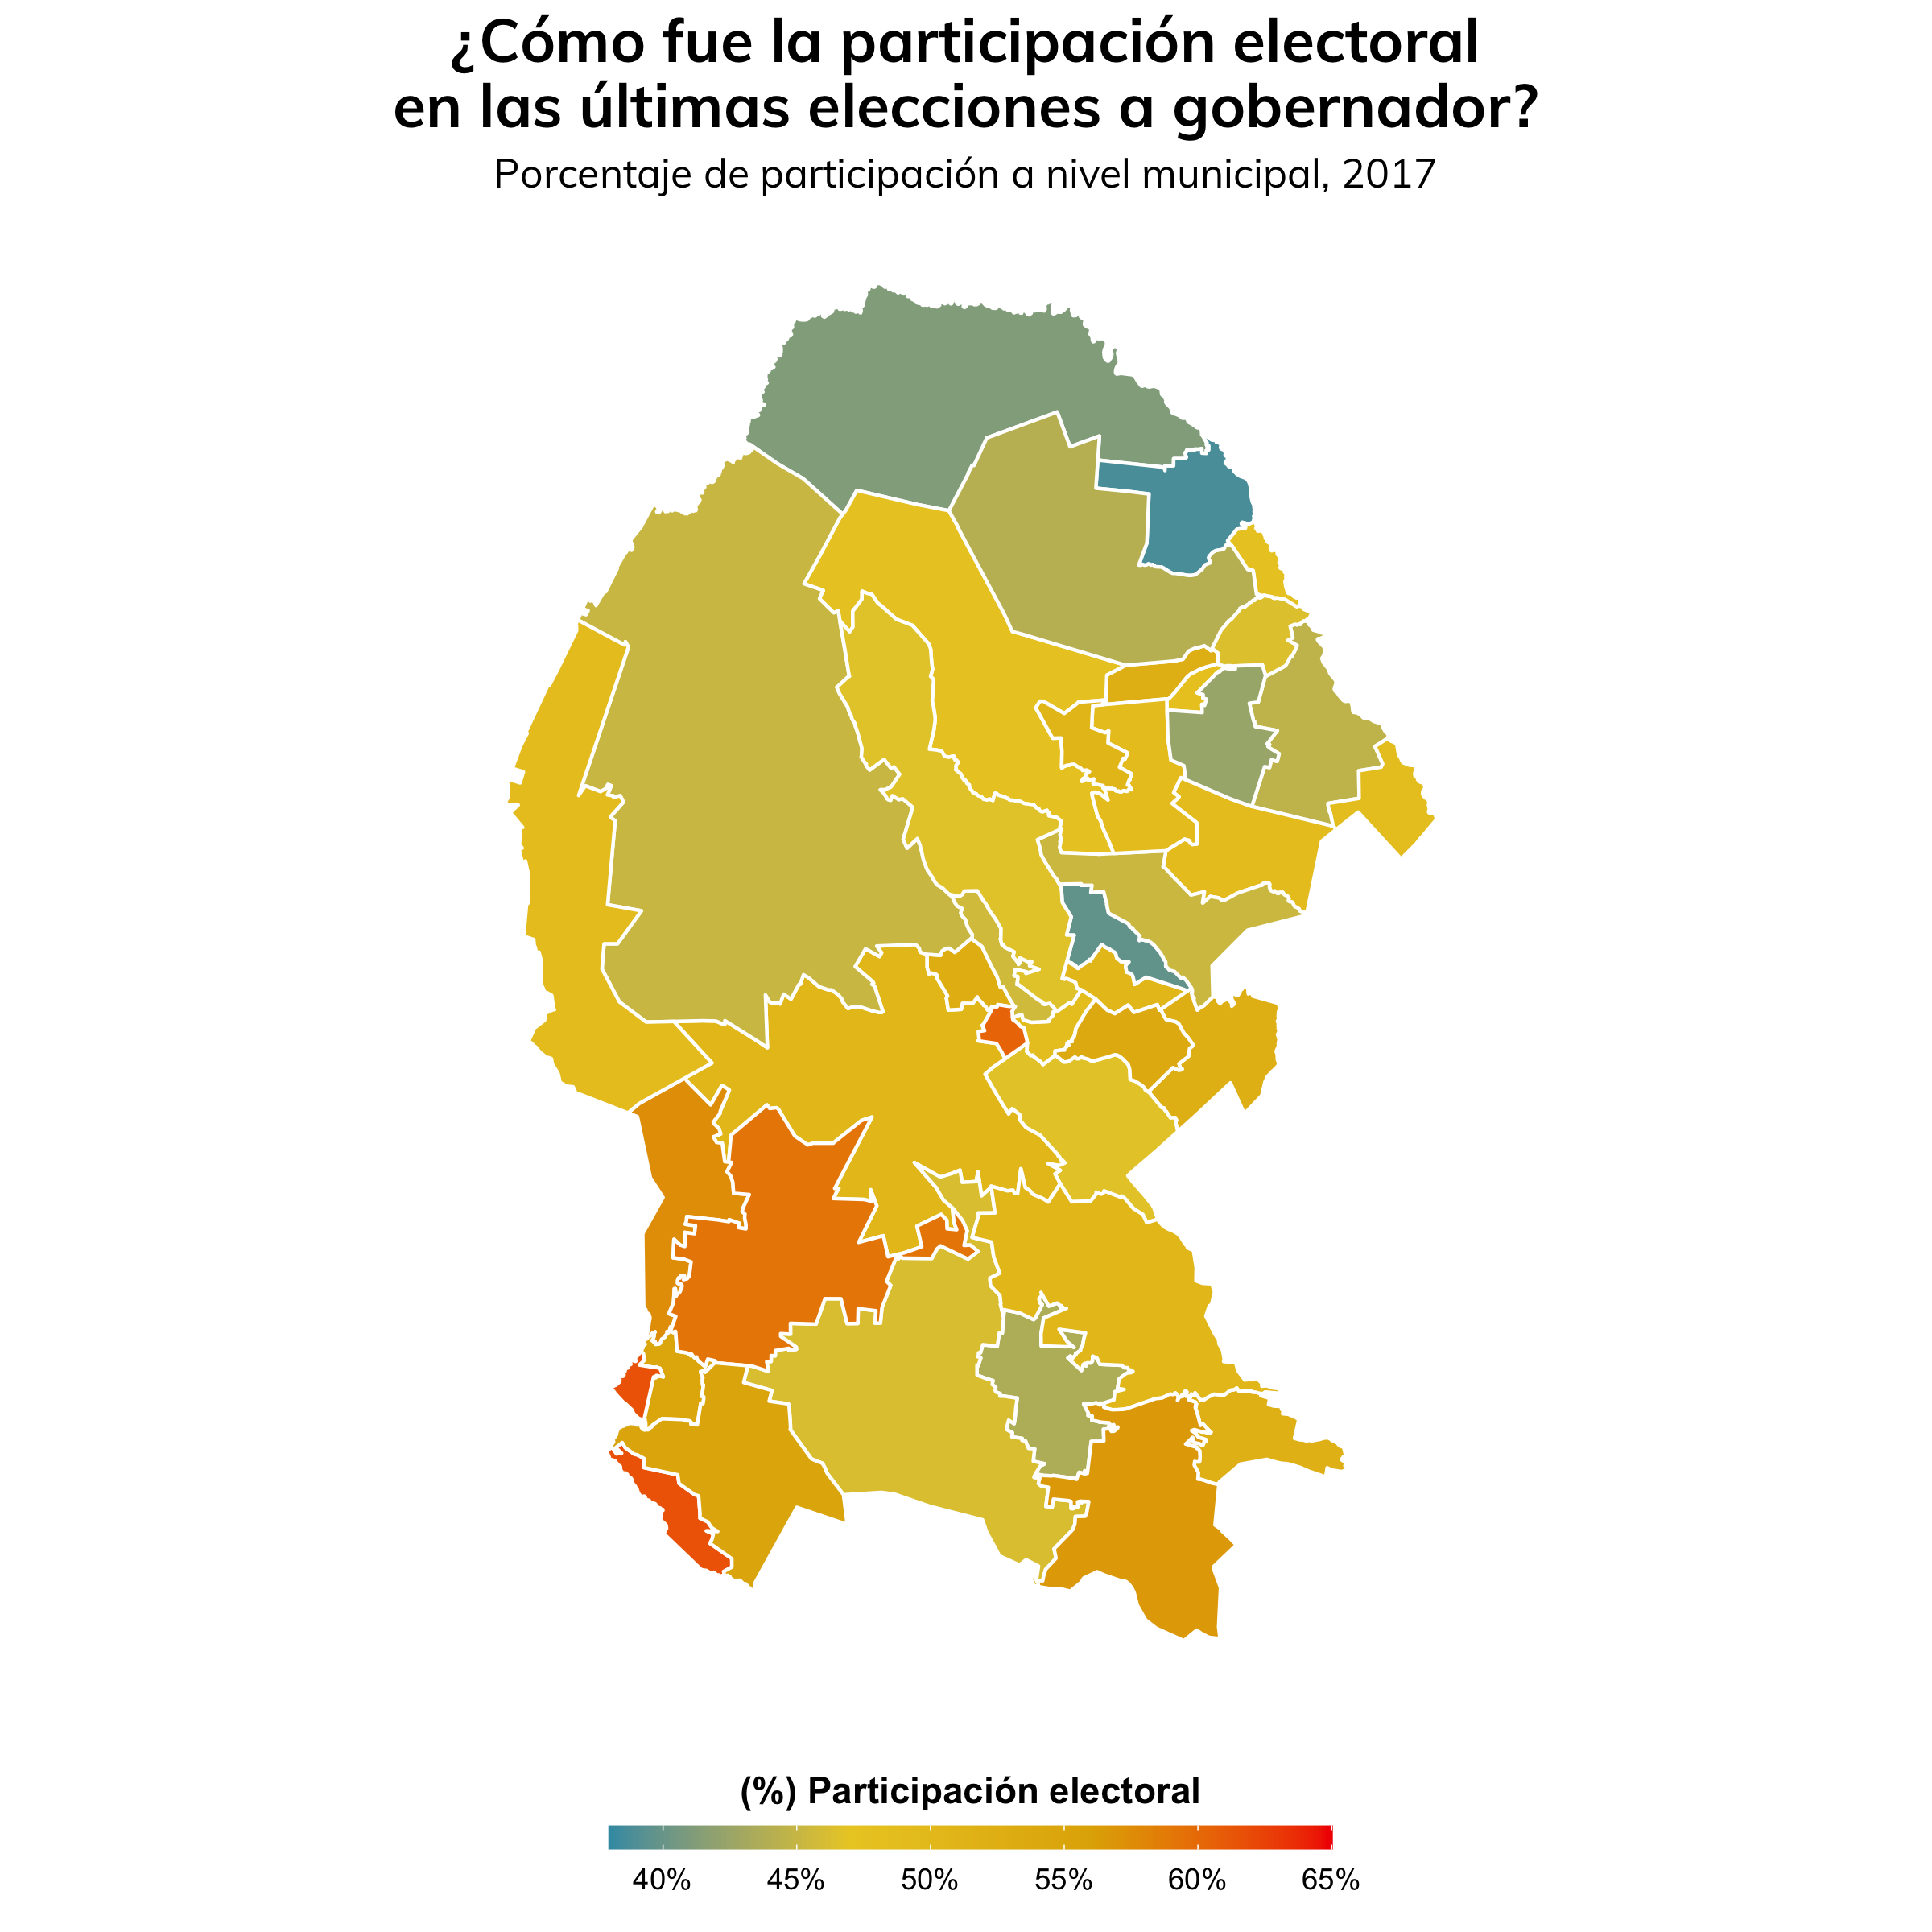 ¿Cómo fue la participación electoral
en las últimas elecciones a gobernador?
Porcentaje de participación a nivel municipal, 2017
(%) Participación electoral
40% 45% 50% 55% 60% 65%